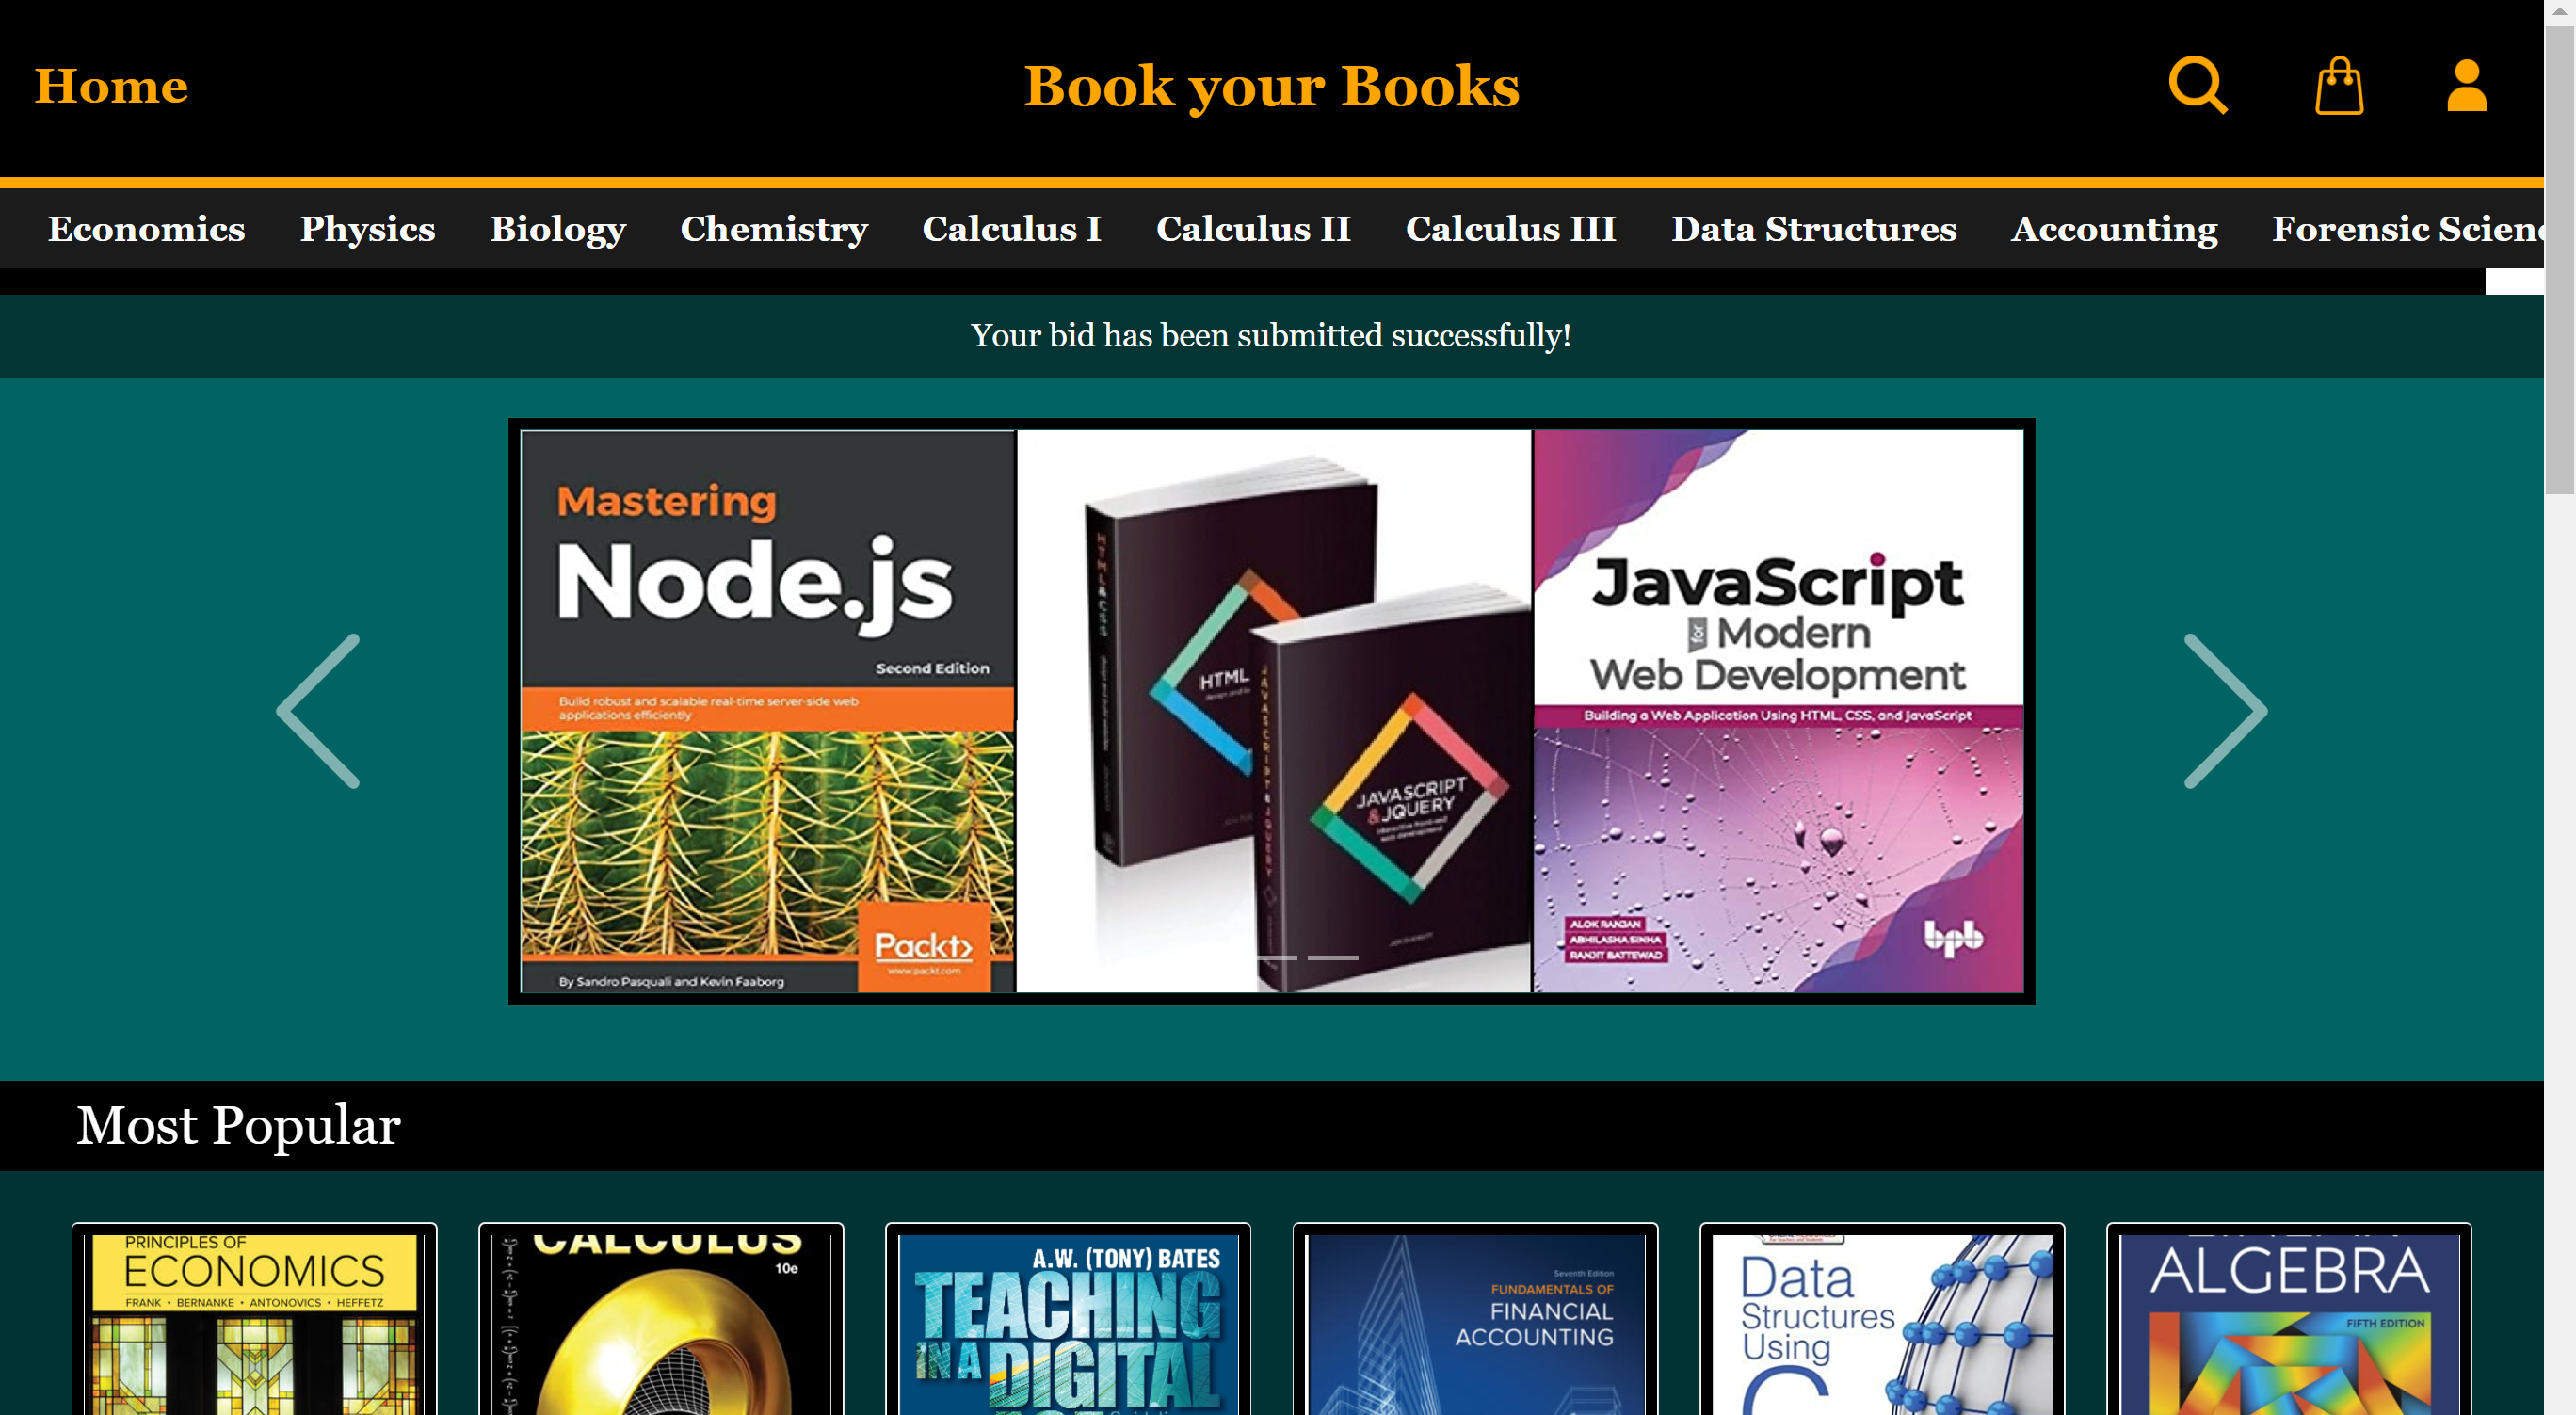 Home
Book your Books
Economics Physics Biology Chemistry Calculus I Calculus II Calculus III Data Structures Accounting Forensic Scienc
Your bid has been submitted successfully!
Mastering
Node.js
Second Edition
Build robust and scalable real-time server-side web
applications efficiently
Packt>
www.packt.com
By Sandro Pasquali and Kevin Faaborg
HTML & CSS
HTML
JAVASCRIPT & JQUERY
JAVASCRIPT
&JQUERY
JavaScript
for Modern
Web Development
Building a Web Application Using HTML, CSS, and JavaScript
ALOK RANJAN
ABHILASHA SINHA
RANJIT BATTEWAD
bpb
Most Popular
PRINCIPLES OF
ECONOMICS
FRANK • BERNANKE • ANTONOVICS • HEFFETZ
CALCULUS
10e
A.W. (TONY) BATES
TEACHING
IN A DIGITAL
Seventh Edition
FUNDAMENTALS OF
FINANCIAL
ACCOUNTING
Data
Structures
Using
C
ALGEBRA
FIFTH EDITION